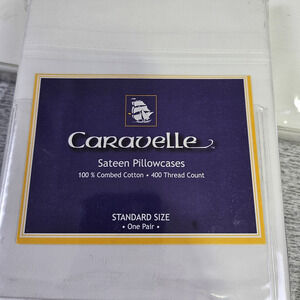 Caravelle
Sateen Pillowcases
100 % Combed Cotton • 400 Thread Count
STANDARD SIZE
• One Pair •